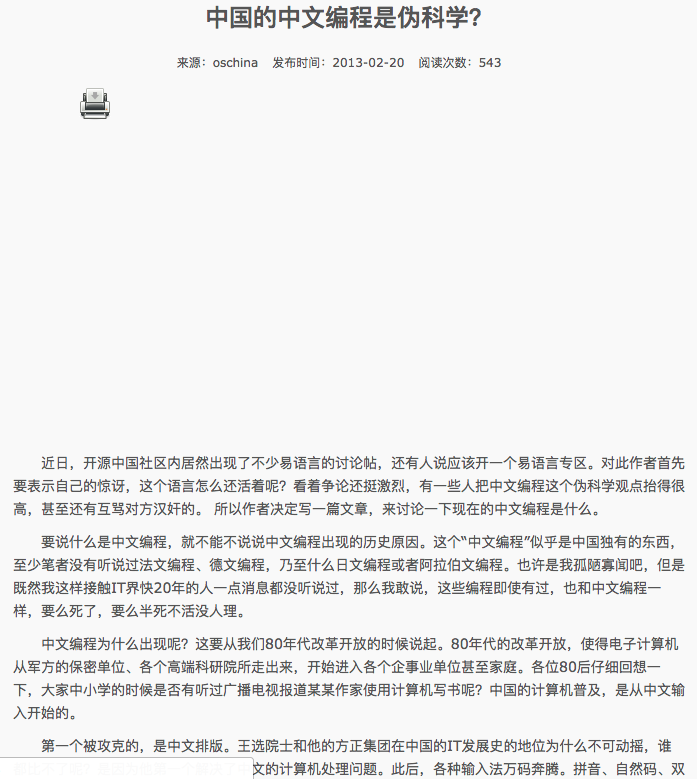 中国的中文编程是伪科学?
来源：oschina 发布时间：2013-02-20 阅读次数：543
近日，开源中国社区内居然出现了不少易语言的讨论帖，还有人说应该开一个易语言专区。对此作者首先
要表示自己的惊讶，这个语言怎么还活着呢？看着争论还挺激烈，有一些人把中文编程这个伪科学观点抬得很
高，甚至还有互骂对方汉奸的。 所以作者决定写一篇文章，来讨论一下现在的中文编程是什么。
要说什么是中文编程，就不能不说说中文编程出现的历史原因。这个“中文编程”似乎是中国独有的东西，
至少笔者没有听说过法文编程、德文编程，乃至什么日文编程或者阿拉伯文编程。也许是我孤陋寡闻吧，但是
既然我这样接触IT界快20年的人一点消息都没听说过，那么我敢说，这些编程即使有过，也和中文编程一
样，要么死了，要么半死不活没人理。
中文编程为什么出现呢？这要从我们80年代改革开放的时候说起。80年代的改革开放，使得电子计算机
从军方的保密单位、各个高端科研院所走出来，开始进入各个企事业单位甚至家庭。各位80后仔细回想一
下，大家中小学的时候是否有听过广播电视报道某某作家使用计算机写书呢？中国的计算机普及，是从中文输
入开始的。
第一个被攻克的，是中文排版。王选院士和他的方正集团在中国的IT发展史的地位为什么不可动摇，谁
文的计算机处理问题。此后，各种输入法万码奔腾。拼音、自然码、双